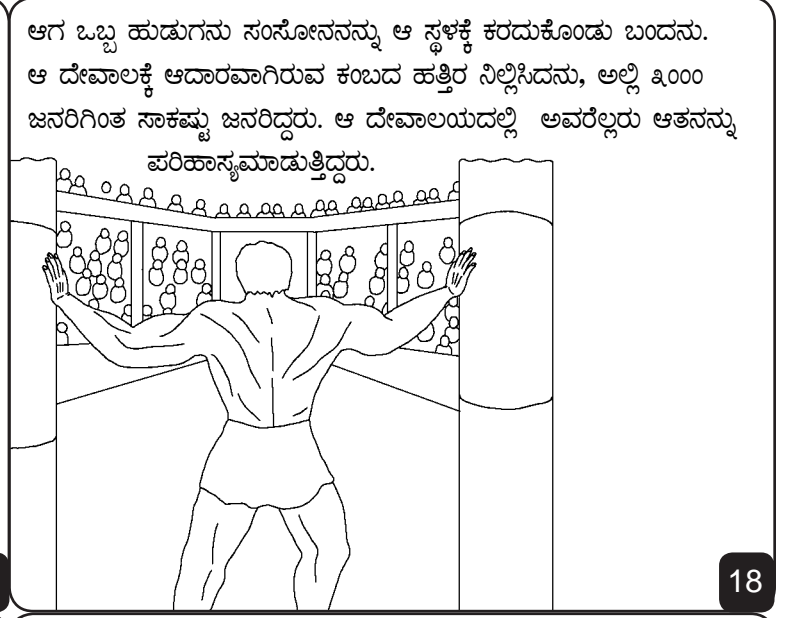 ಆಗ ಒಬ್ಬ ಹುಡುಗನು ಸಂಸೋನನನ್ನು ಆ ಸ್ಥಳಕ್ಕೆ ಕರದುಕೊಂಡು ಬಂದನು.
ಆ ದೇವಾಲಕ್ಕೆ ಆದಾರವಾಗಿರುವ ಕಂಬದ ಹತ್ತಿರ ನಿಲ್ಲಿಸಿದನು, ಅಲ್ಲಿ ೩೦೦೦
ಜನರಿಗಿಂತ ಸಾಕಷ್ಟು ಜನರಿದ್ದರು. ಆ ದೇವಾಲಯದಲ್ಲಿ ಅವರೆಲ್ಲರು ಆತನನ್ನು
ಪರಿಹಾಸ್ಯಮಾಡುತ್ತಿದ್ದರು.
18